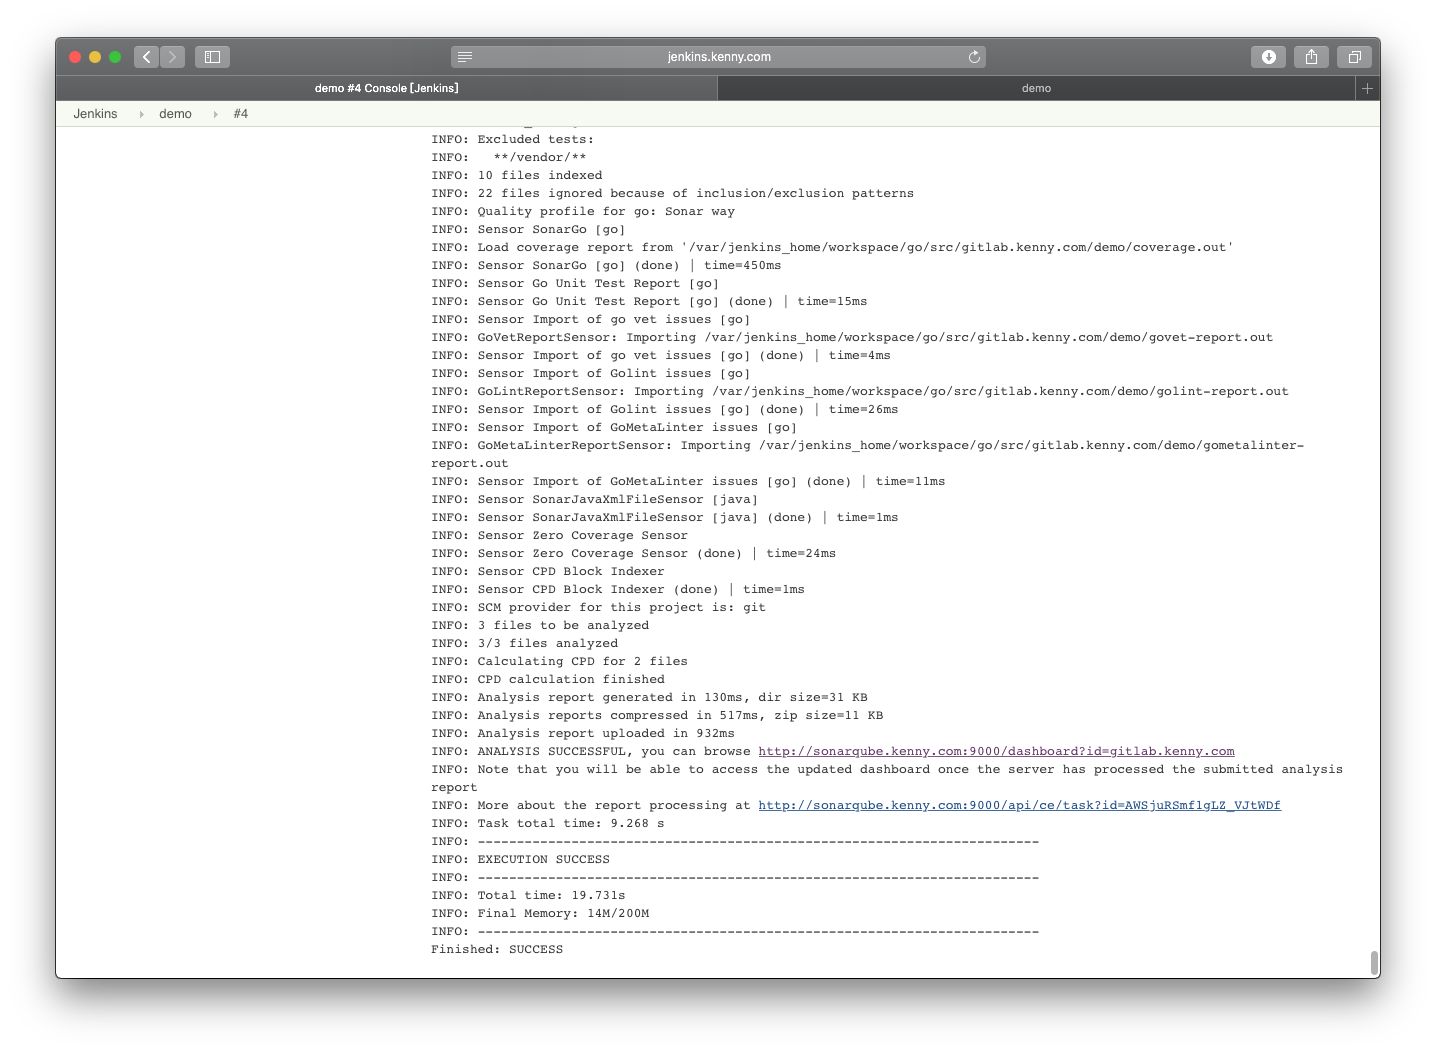 jenkins.kenny.com
demo #4 Console [Jenkins]
demo
Jenkins
demo
#4
INFO: Excluded tests:
INFO:   **/vendor/**
INFO: 10 files indexed
INFO: 22 files ignored because of inclusion/exclusion patterns
INFO: Quality profile for go: Sonar way
INFO: Sensor SonarGo [go]
INFO: Load coverage report from '/var/jenkins_home/workspace/go/src/gitlab.kenny.com/demo/coverage.out'
INFO: Sensor SonarGo [go] (done) | time=450ms
INFO: Sensor Go Unit Test Report [go]
INFO: Sensor Go Unit Test Report [go] (done) | time=15ms
INFO: Sensor Import of go vet issues [go]
INFO: GoVetReportSensor: Importing /var/jenkins_home/workspace/go/src/gitlab.kenny.com/demo/govet-report.out
INFO: Sensor Import of go vet issues [go] (done) | time=4ms
INFO: Sensor Import of Golint issues [go]
INFO: GoLintReportSensor: Importing /var/jenkins_home/workspace/go/src/gitlab.kenny.com/demo/golint-report.out
INFO: Sensor Import of Golint issues [go] (done) | time=26ms
INFO: Sensor Import of GoMetaLinter issues [go]
INFO: GoMetaLinterReportSensor: Importing /var/jenkins_home/workspace/go/src/gitlab.kenny.com/demo/gometalinter-
report.out
INFO: Sensor Import of GoMetaLinter issues [go] (done) | time=11ms
INFO: Sensor SonarJavaXmlFileSensor [java]
INFO: Sensor SonarJavaXmlFileSensor [java] (done) | time=1ms
INFO: Sensor Zero Coverage Sensor
INFO: Sensor Zero Coverage Sensor (done) | time=24ms
INFO: Sensor CPD Block Indexer
INFO: Sensor CPD Block Indexer (done) | time=1ms
INFO: SCM provider for this project is: git
INFO: 3 files to be analyzed
INFO: 3/3 files analyzed
INFO: Calculating CPD for 2 files
INFO: CPD calculation finished
INFO: Analysis report generated in 130ms, dir size=31 KB
INFO: Analysis reports compressed in 517ms, zip size=11 KB
INFO: Analysis report uploaded in 932ms
INFO: ANALYSIS SUCCESSFUL, you can browse http://sonarqube.kenny.com:9000/dashboard?id=gitlab.kenny.com
INFO: Note that you will be able to access the updated dashboard once the server has processed the submitted analysis
report
INFO: More about the report processing at http://sonarqube.kenny.com:9000/api/ce/task?id=AWSjuRSmflgLZ_VJtWDf
INFO: Task total time: 9.268 s
INFO: ------------------------------------------------------------------------
INFO: EXECUTION SUCCESS
INFO: ------------------------------------------------------------------------
INFO: Total time: 19.731s
INFO: Final Memory: 14M/200M
INFO: ------------------------------------------------------------------------
Finished: SUCCESS